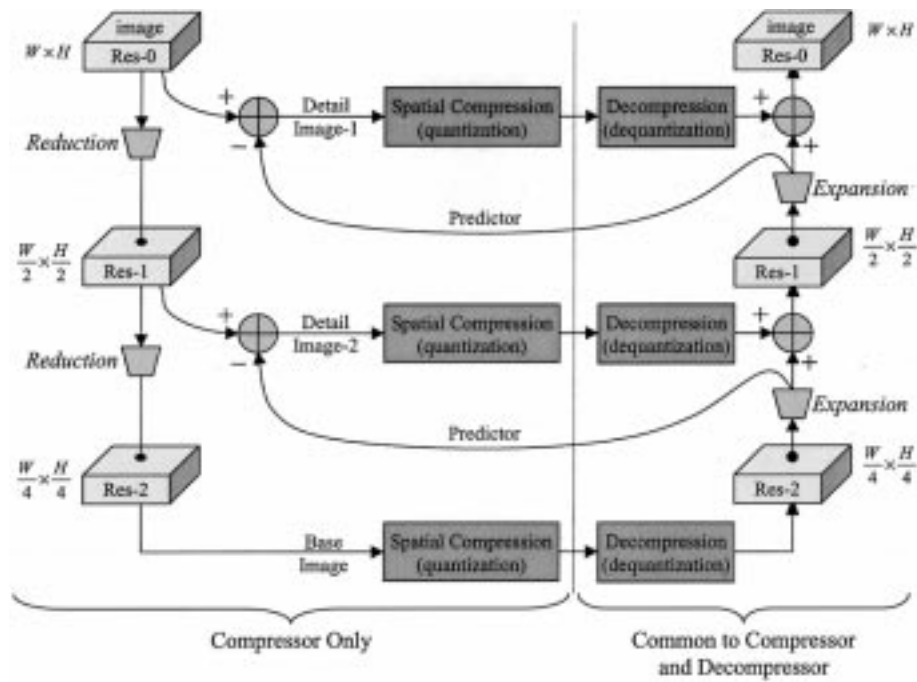 image
Res-0
W × H
+
−
Detail
Image-1
Spatial Compression
(quantization)
Decompression
(dequantization)
+
+
image
Res-0
W × H
Reduction
Expansion
Predictor
W/2 × H/2
Res-1
Res-1
W/2 × H/2
+
−
Detail
Image-2
Spatial Compression
(quantization)
Decompression
(dequantization)
+
+
Reduction
Expansion
Predictor
W/4 × H/4
Res-2
Res-2
W/4 × H/4
Base
Image
Spatial Compression
(quantization)
Decompression
(dequantization)
Compressor Only
Common to Compressor
and Decompressor